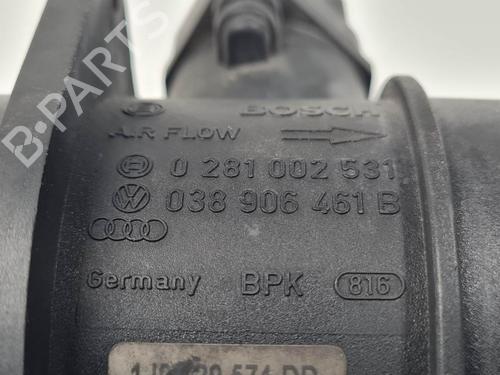 BOSCH
AIR FLOW
0 281 002 531
038 906 461 B
Germany BPK 816
B-PARTS